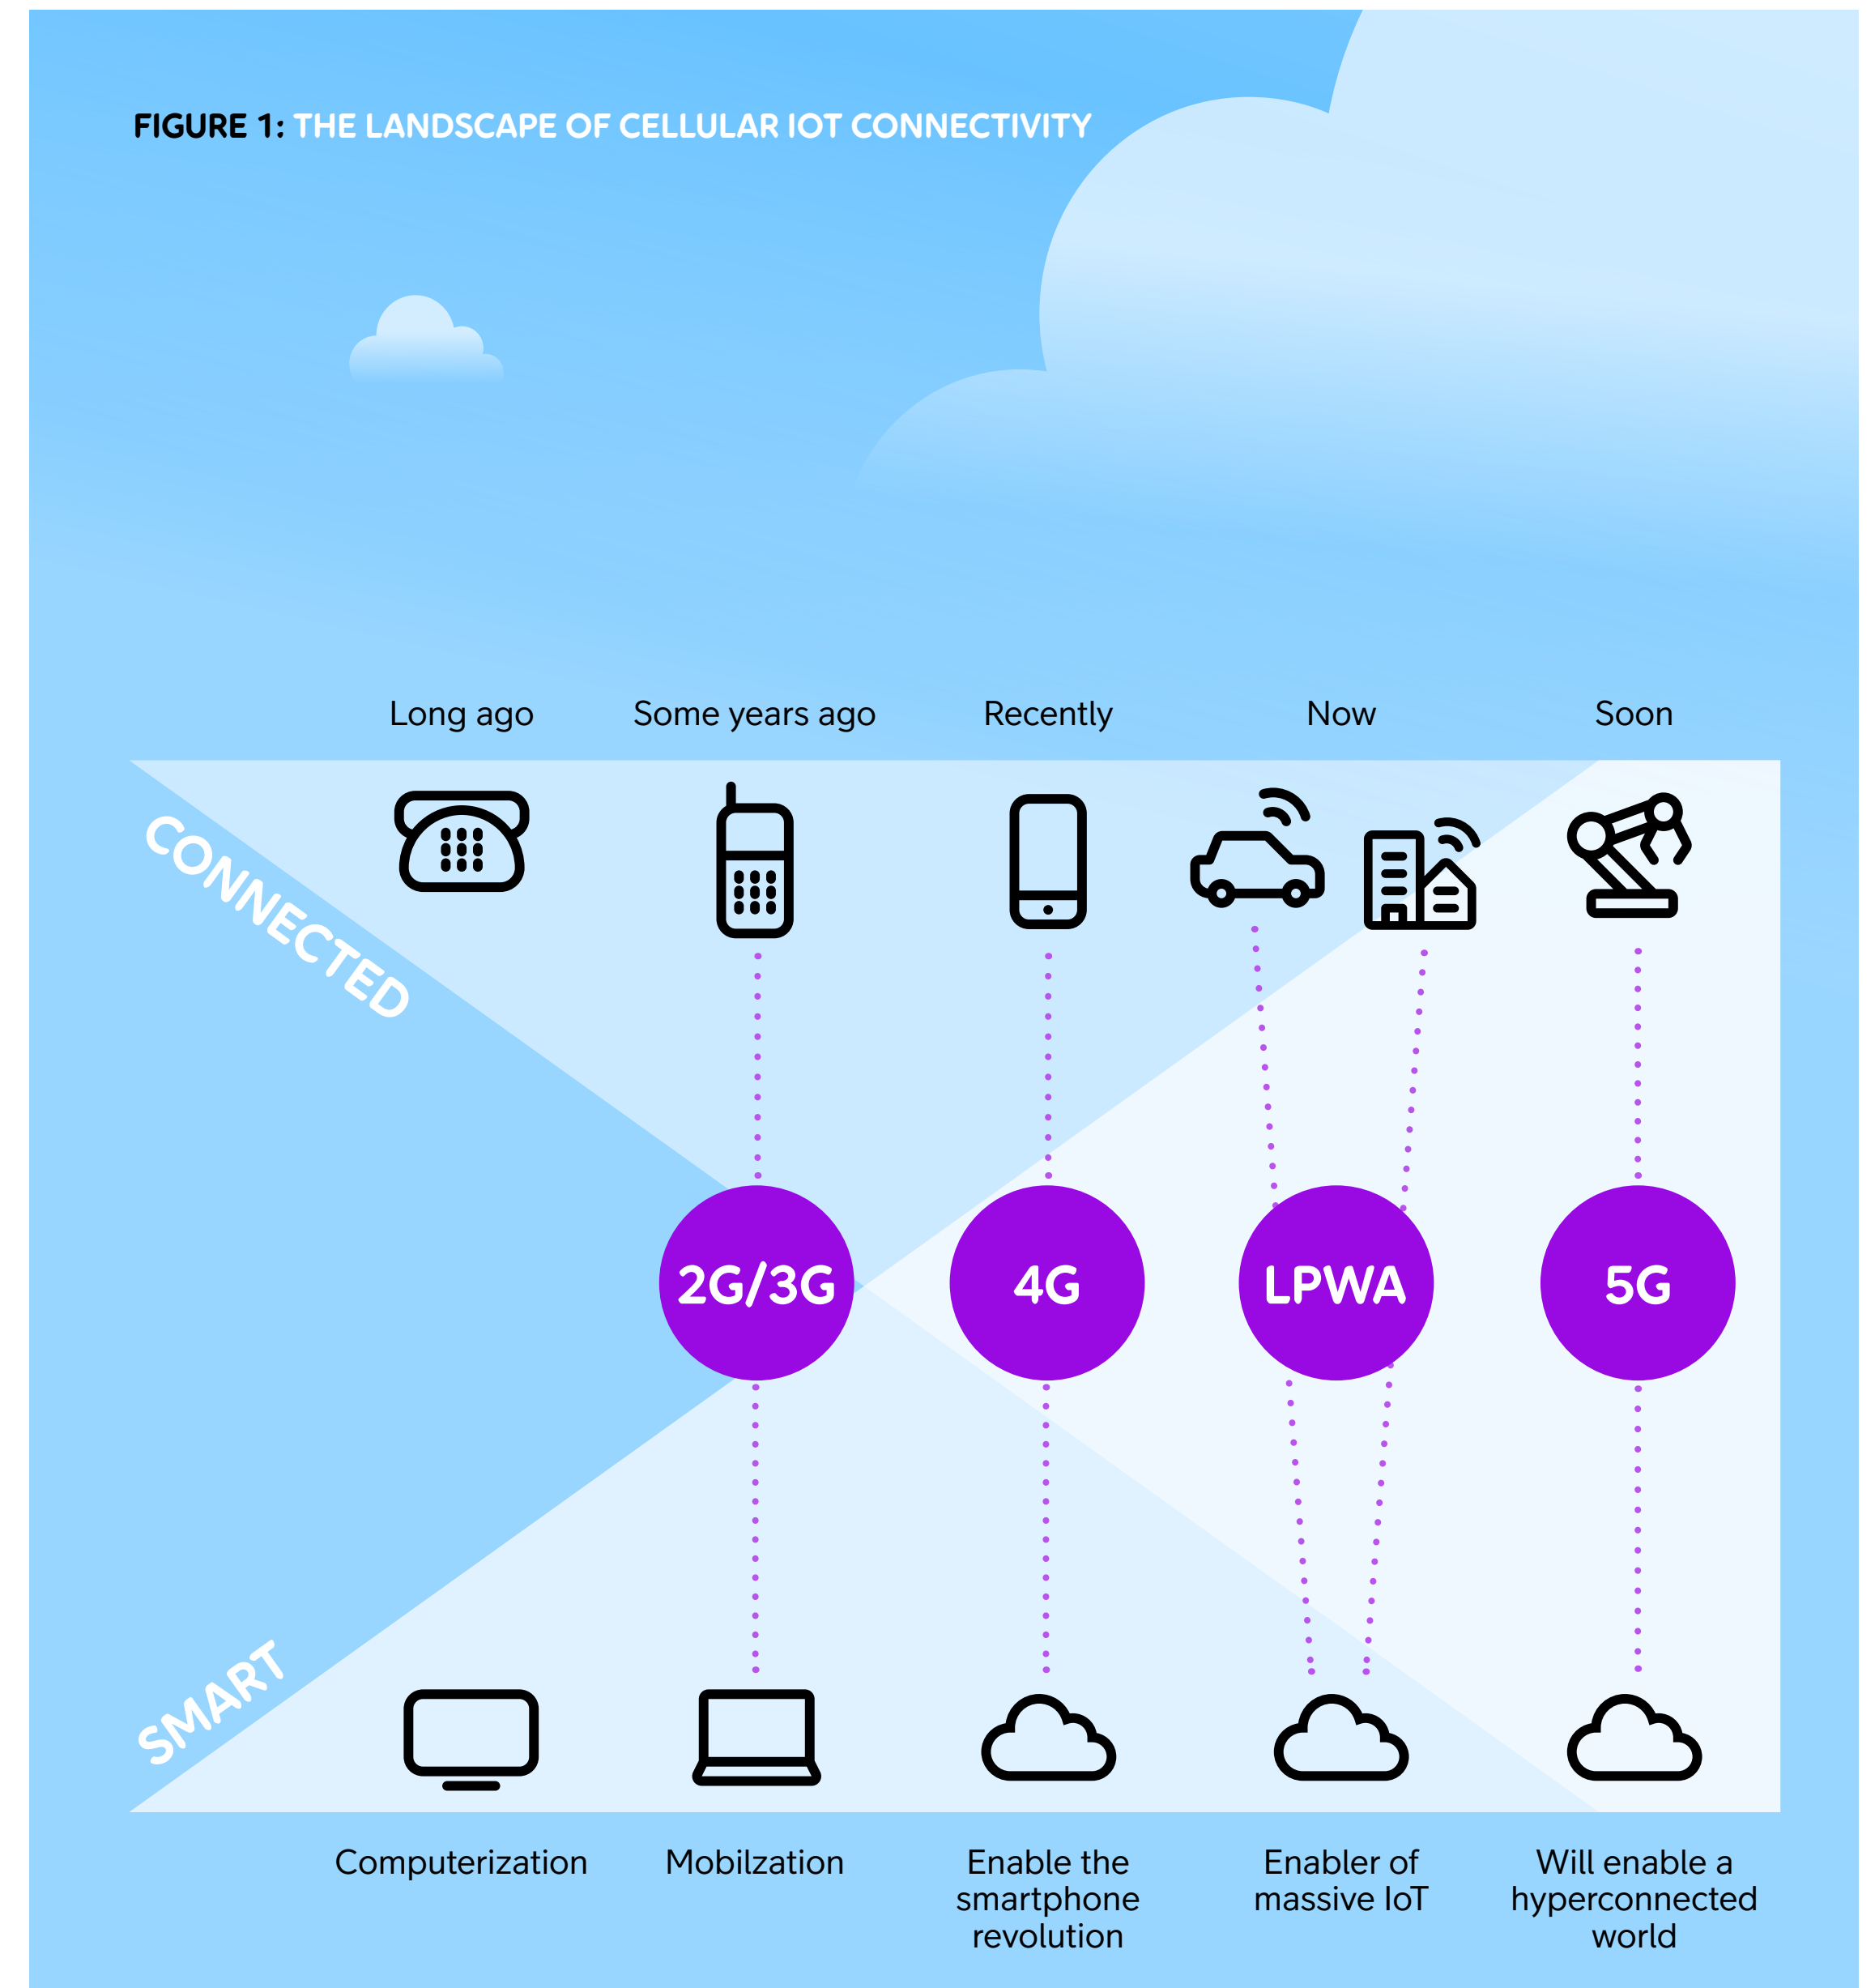 FIGURE 1: THE LANDSCAPE OF CELLULAR IOT CONNECTIVITY
Long ago
Some years ago
Recently
Now
Soon
CONNECTED
2G/3G
4G
LPWA
5G
SMART
Computerization
Mobilzation
Enable the
smartphone
revolution
Enabler of
massive IoT
Will enable a
hyperconnected
world